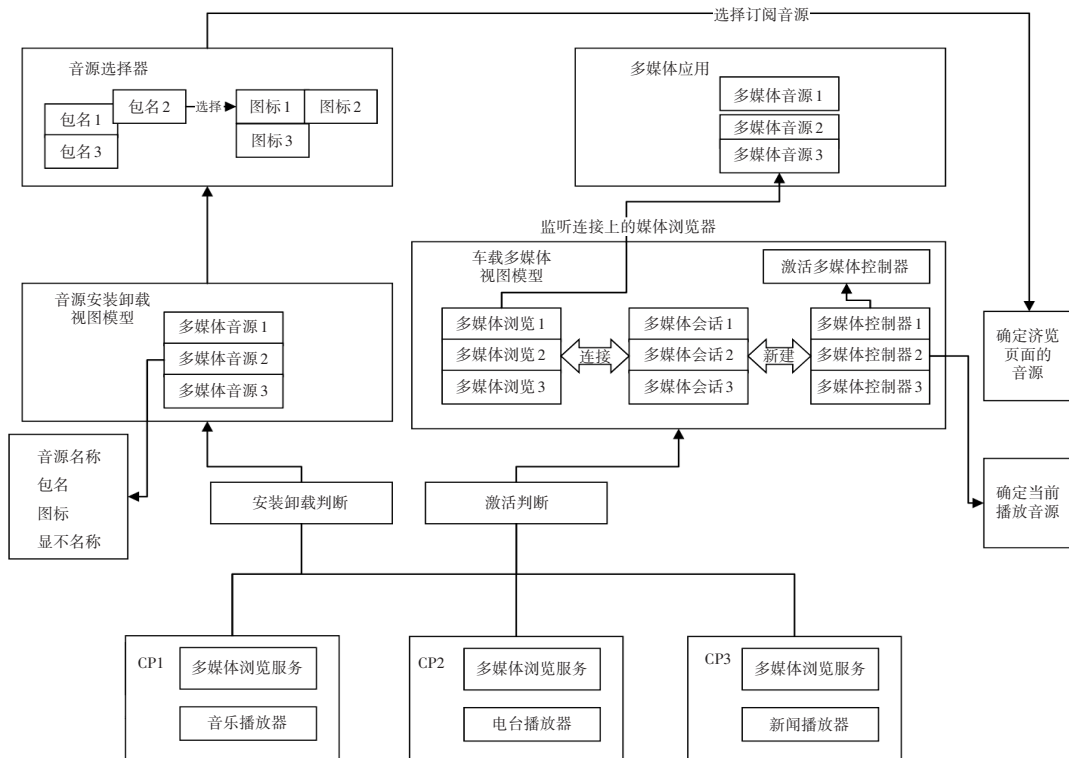 选择订阅音源
音源选择器
包名1
包名2
包名3
选择
图标1
图标2
图标3
多媒体应用
多媒体音源1
多媒体音源2
多媒体音源3
监听连接上的媒体浏览器
音源安装卸载
视图模型
多媒体音源1
多媒体音源2
多媒体音源3
车载多媒体
视图模型
激活多媒体控制器
多媒体浏览1
多媒体浏览2
多媒体浏览3
连接
多媒体会话1
多媒体会话2
多媒体会话3
新建
多媒体控制器1
多媒体控制器2
多媒体控制器3
确定济览
页面的
音源
音源名称
包名
图标
显不名称
安装卸载判断
激活判断
确定当前
播放音源
CP1
多媒体浏览服务
音乐播放器
CP2
多媒体浏览服务
电台播放器
CP3
多媒体浏览服务
新闻播放器